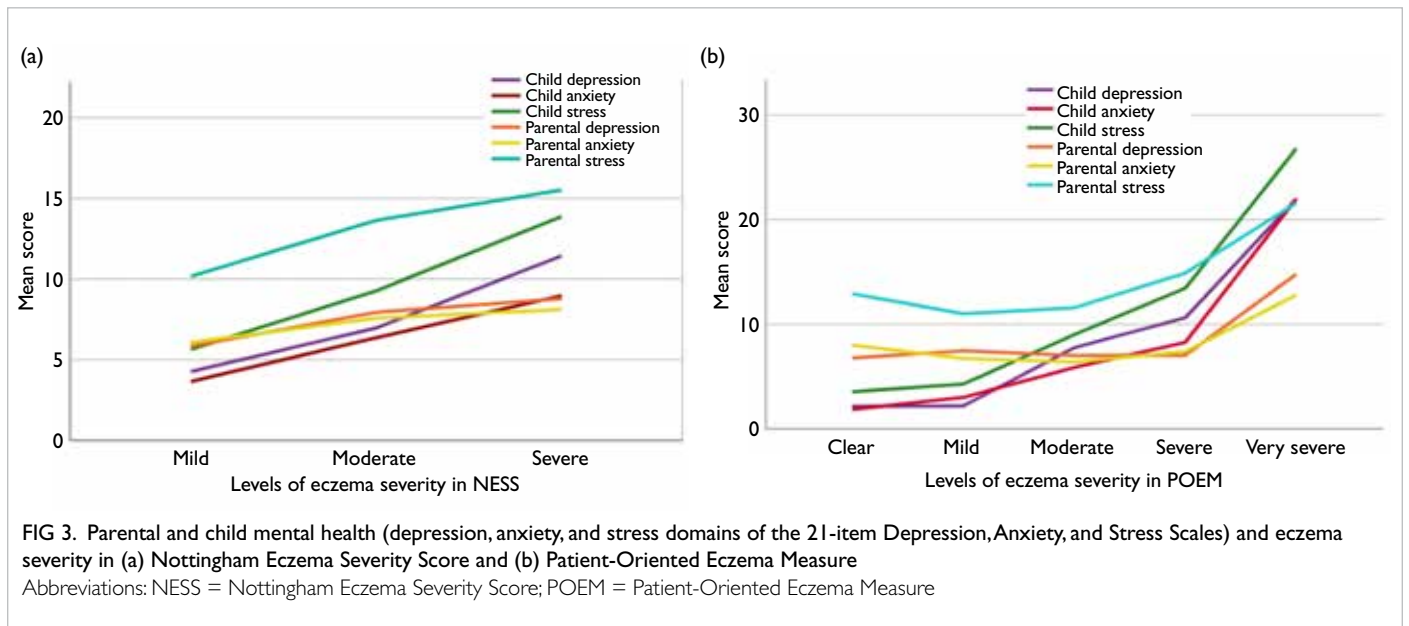 (a)
Mean score
20
15
10
5
0
Child depression
Child anxiety
Child stress
Parental depression
Parental anxiety
Parental stress
Mild Moderate Severe
Levels of eczema severity in NESS
(b)
Mean score
30
20
10
0
Child depression
Child anxiety
Child stress
Parental depression
Parental anxiety
Parental stress
Clear Mild Moderate Severe Very severe
Levels of eczema severity in POEM
FIG 3. Parental and child mental health (depression, anxiety, and stress domains of the 21-item Depression, Anxiety, and Stress Scales) and eczema
severity in (a) Nottingham Eczema Severity Score and (b) Patient-Oriented Eczema Measure
Abbreviations: NESS = Nottingham Eczema Severity Score; POEM = Patient-Oriented Eczema Measure